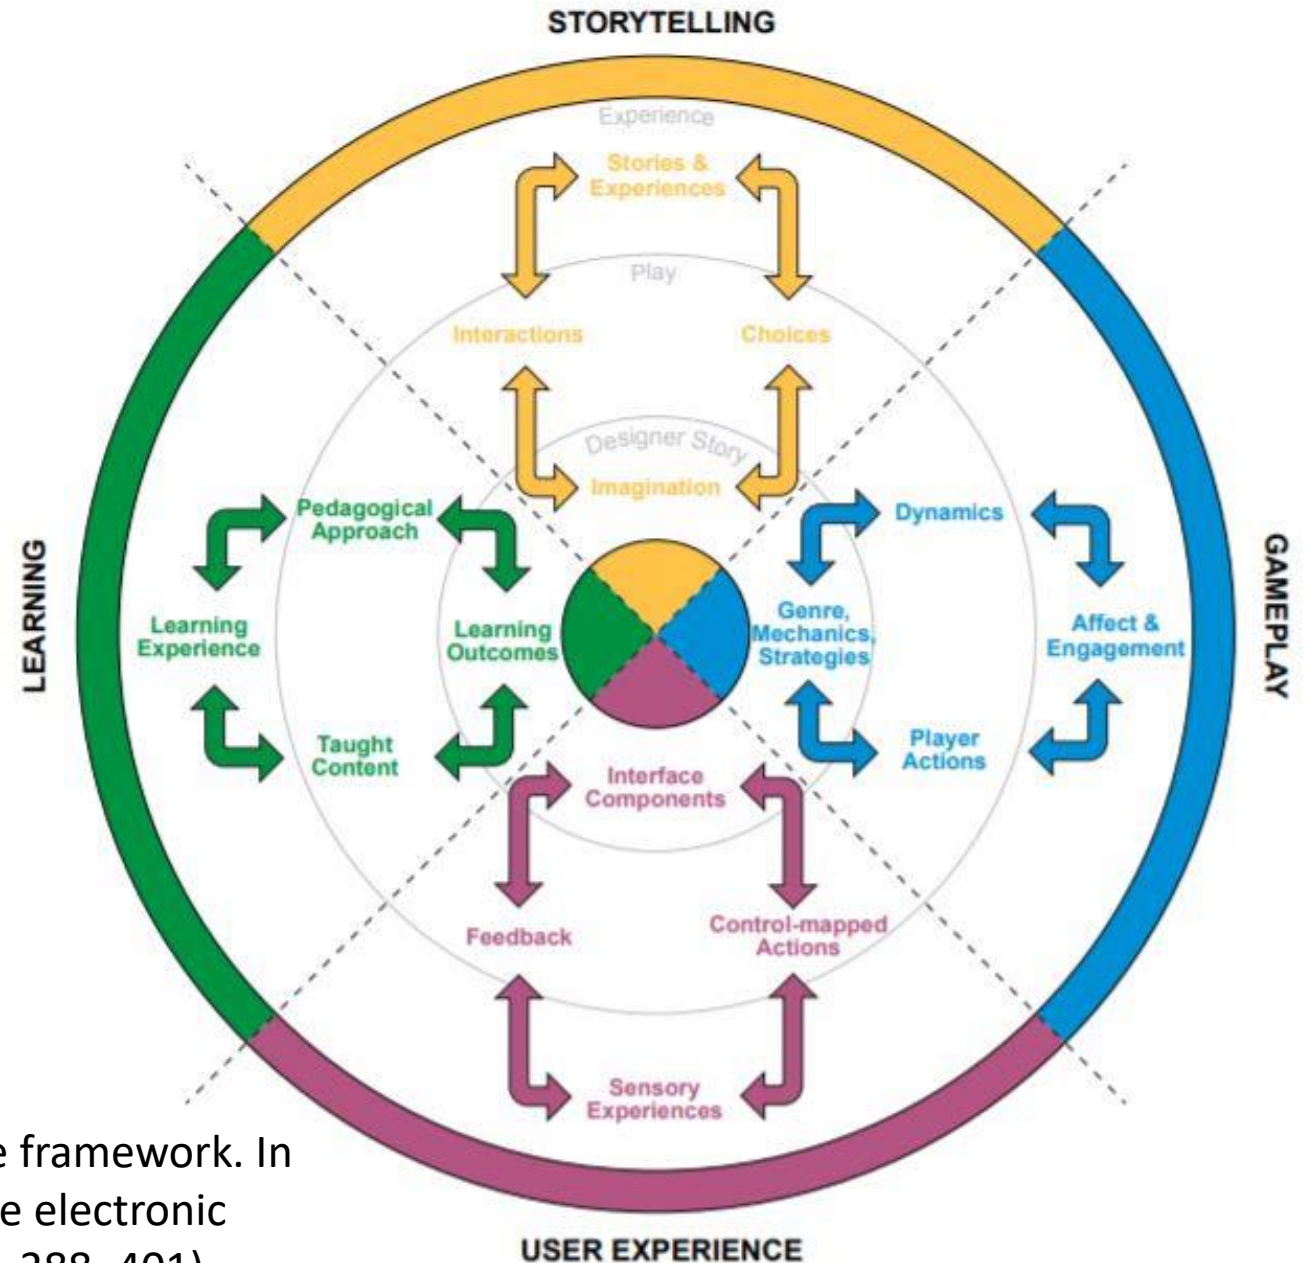 STORYTELLING
Experience
Stories &
Experiences
Play
Interactions
Choices
Designer Story
Imagination
LEARNING
Pedagogical
Approach
Learning
Experience
Learning
Outcomes
Taught
Content
Dynamics
Genre,
Mechanics,
Strategies
Affect &
Engagement
Player
Actions
GAMEPLAY
Interface
Components
Feedback
Control-mapped
Actions
Sensory
Experiences
USER EXPERIENCE
framework. In
electronic